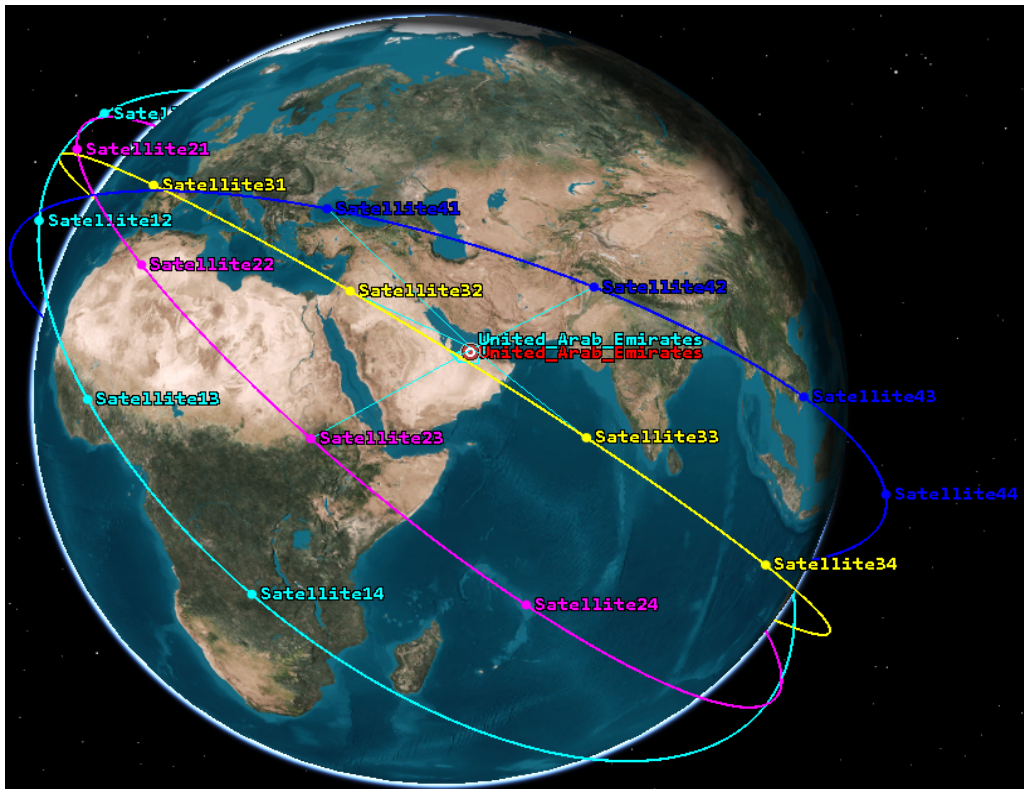 Satellite21
Satellite31
Satellite41
Satellite12
Satellite22
Satellite42
Satellite32
United_Arab_Emirates
United_Arab_Emirates
Satellite13
Satellite43
Satellite23
Satellite33
Satellite44
Satellite34
Satellite14
Satellite24